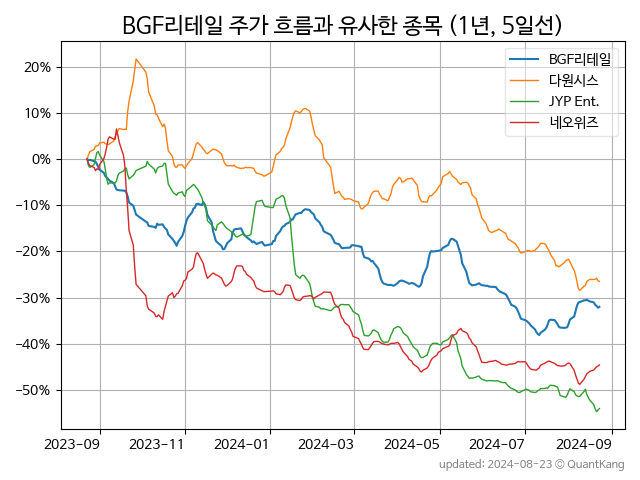 BGF리테일 주가 흐름과 유사한 종목 (1년, 5일선)
BGF리테일
다원시스
JYP Ent.
네오위즈
20%
10%
0%
−10%
−20%
−30%
−40%
−50%
2023-09
2023-11
2024-01
2024-03
2024-05
2024-07
2024-09
updated: 2024-08-23 © QuantKang